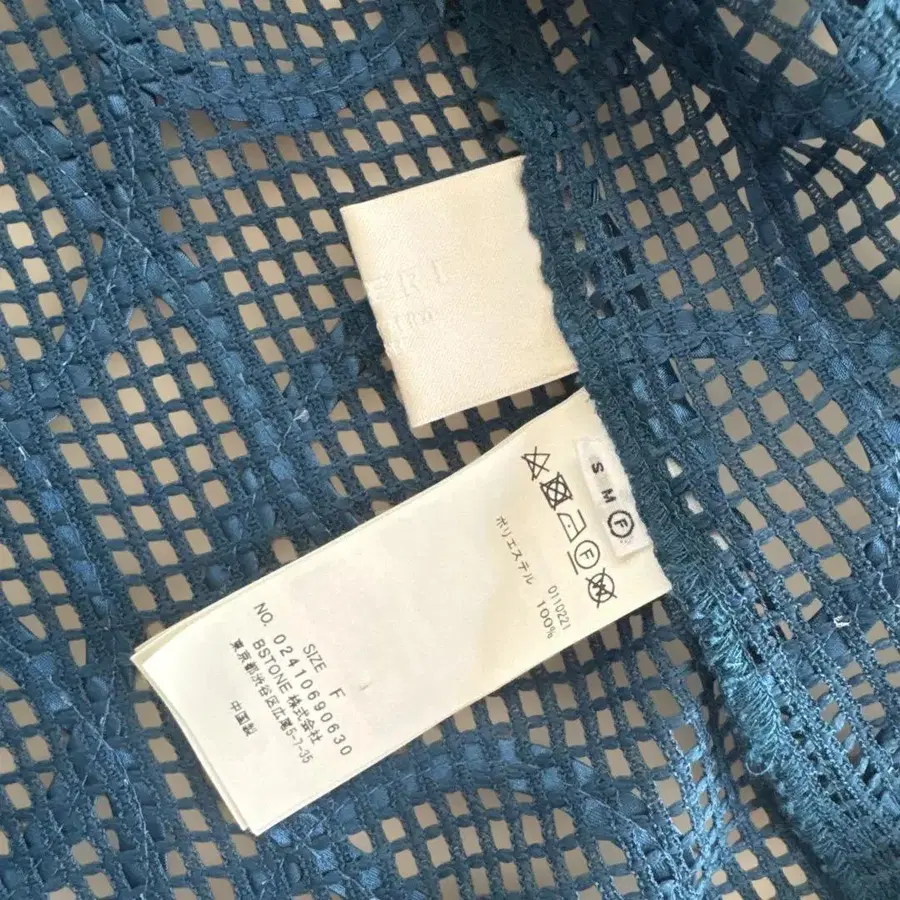 S M F
F
ポリエステル 100%
0110221
SIZE F
NO. 02410690630
BSTONE 株式会社
東京都渋谷区広尾5-7-35
中国製